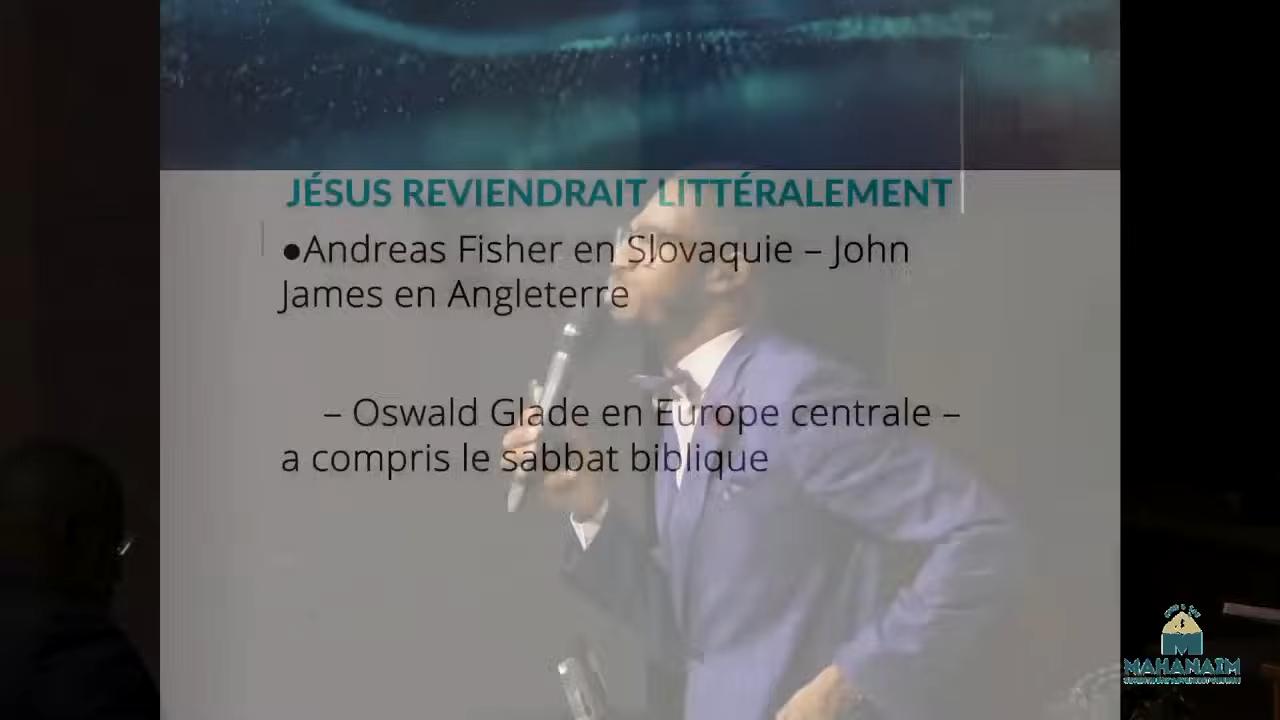 JÉSUS REVIENDRAIT LITTÉRALEMENT
●Andreas Fisher en Slovaquie – John
James en Angleterre
– Oswald Glade en Europe centrale –
a compris le sabbat biblique
MAHANAIM